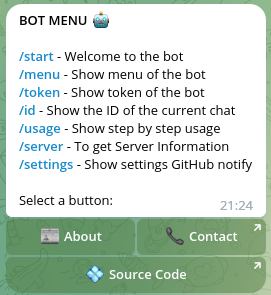 BOT MENU 🤖
/start - Welcome to the bot
/menu - Show menu of the bot
/token - Show token of the bot
/id - Show the ID of the current chat
/usage - Show step by step usage
/server - To get Server Information
/settings - Show settings GitHub notify
Select a button:
21:24
📰 About
📞 Contact
💠 Source Code